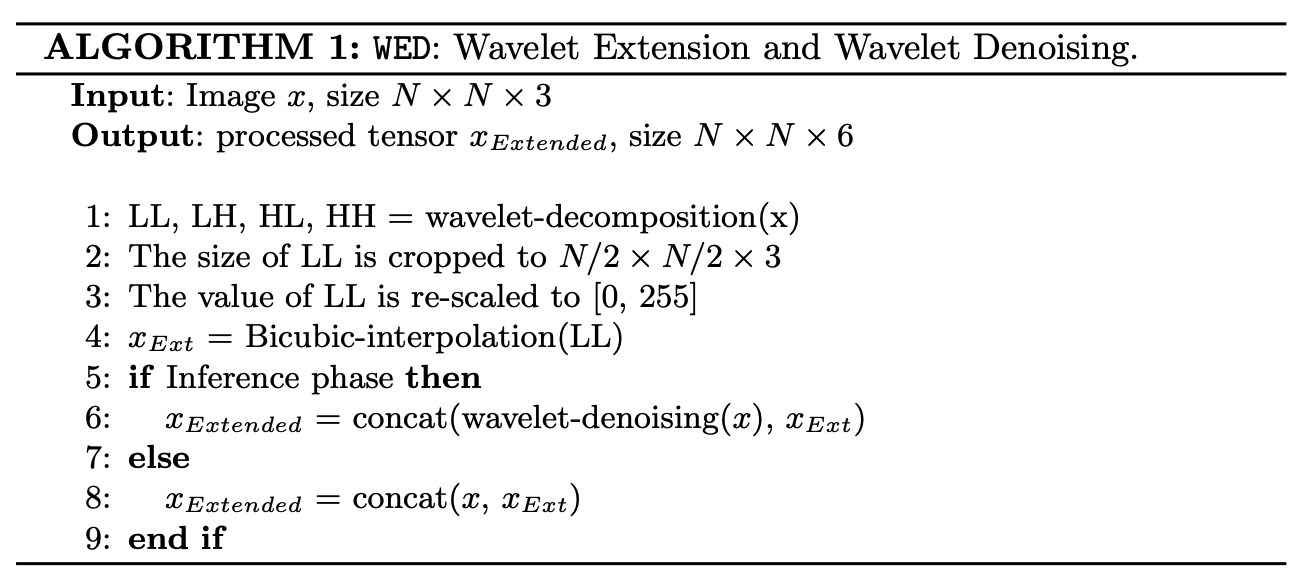 ALGORITHM 1: WED: Wavelet Extension and Wavelet Denoising.
Input: Image x, size N × N × 3
Output: processed tensor x_Extended, size N × N × 6
1: LL, LH, HL, HH = wavelet-decomposition(x)
2: The size of LL is cropped to N/2 × N/2 × 3
3: The value of LL is re-scaled to [0, 255]
4: x_Ext = Bicubic-interpolation(LL)
5: if Inference phase then
6: x_Extended = concat(wavelet-denoising(x), x_Ext)
7: else
8: x_Extended = concat(x, x_Ext)
9: end if